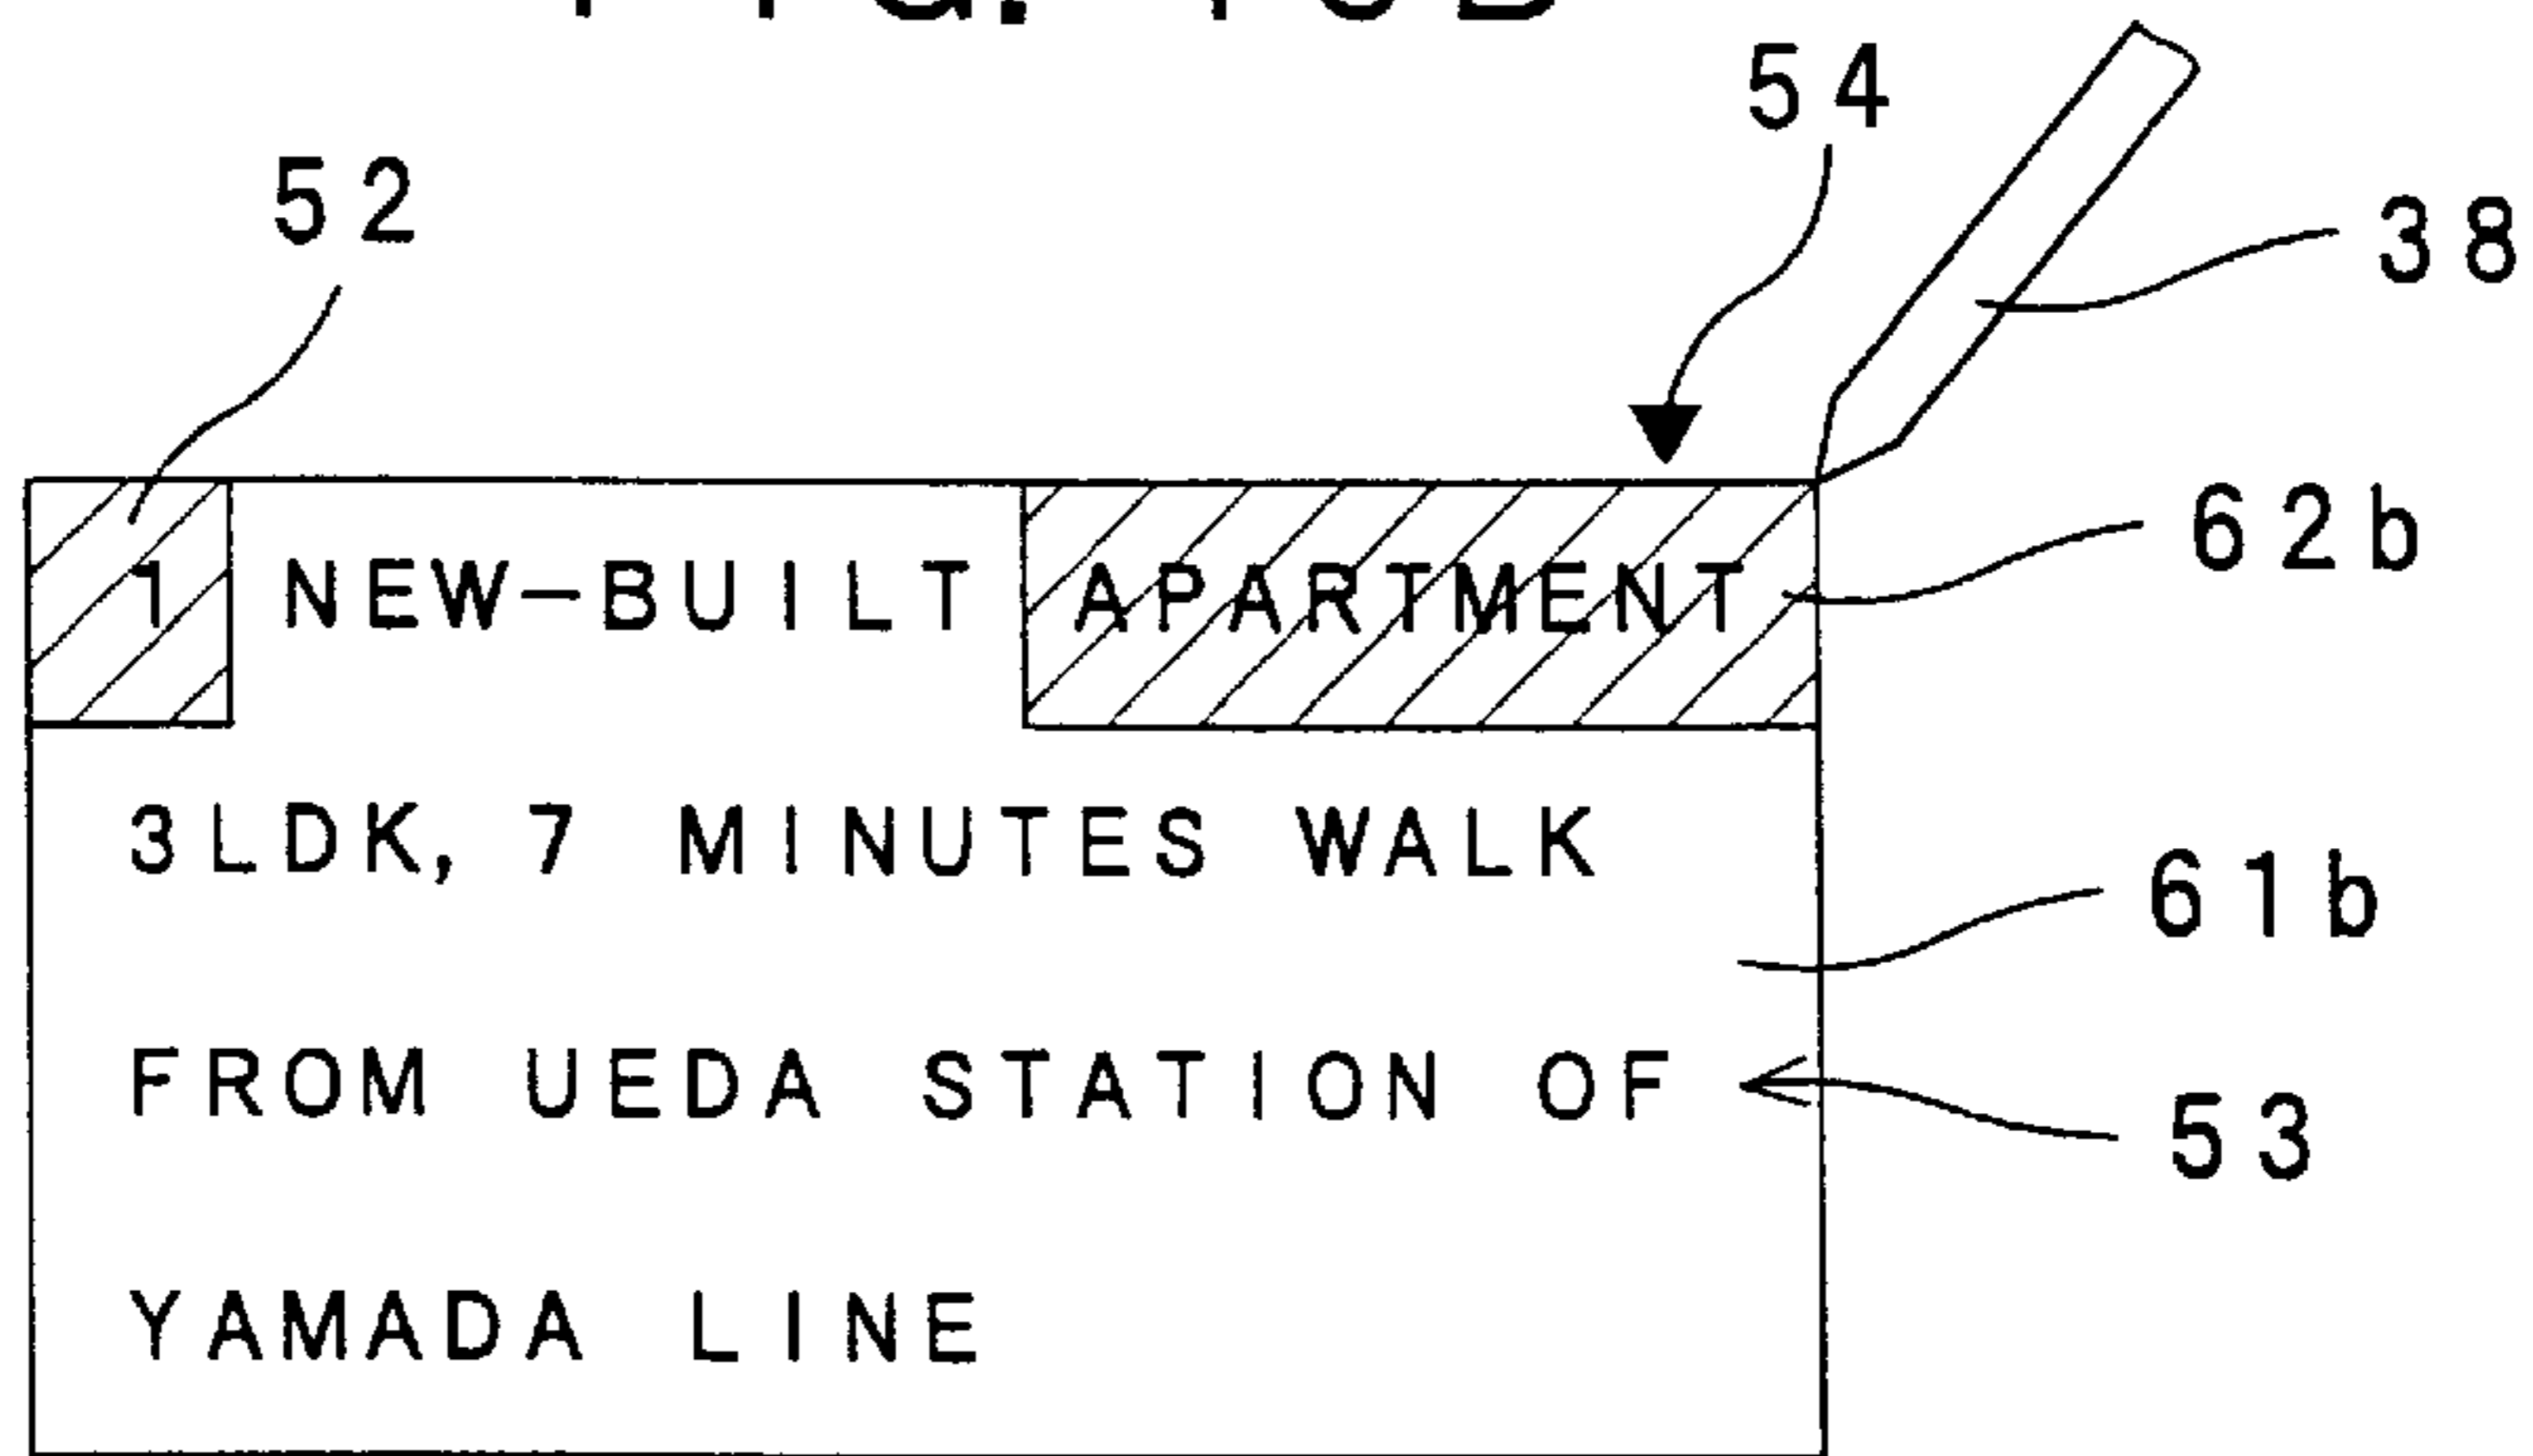 54
52
38
62b
1 NEW-BUILT APARTMENT
3LDK, 7 MINUTES WALK
61b
FROM UEDA STATION OF
53
YAMADA LINE